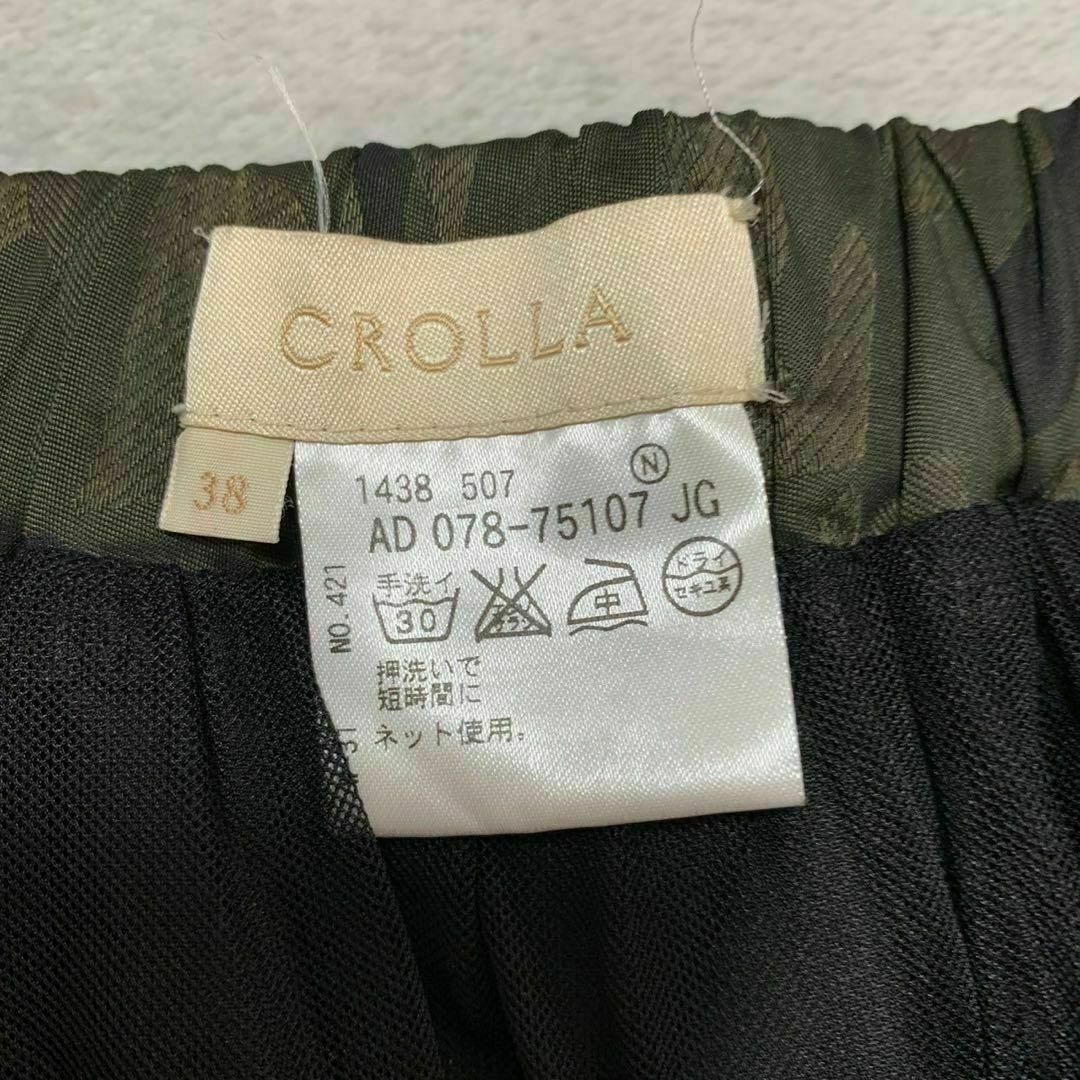 CROLLA
38
1438 507 N
AD 078-75107 JG
手洗イ
30
中
ドライ
セキユ系
押洗いで
短時間に
ネット使用。
NO.421